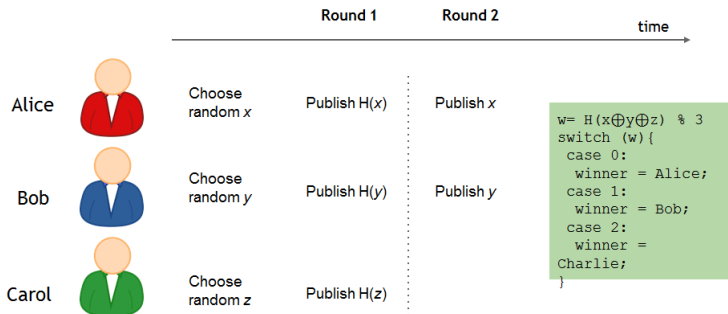 Round 1
Round 2
time
Alice
Choose
random x
Publish H(x)
Publish x
Bob
Choose
random y
Publish H(y)
Publish y
Carol
Choose
random z
Publish H(z)
w= H(x⊕y⊕z) % 3
switch (w){
case 0:
winner = Alice;
case 1:
winner = Bob;
case 2:
winner =
Charlie;
}